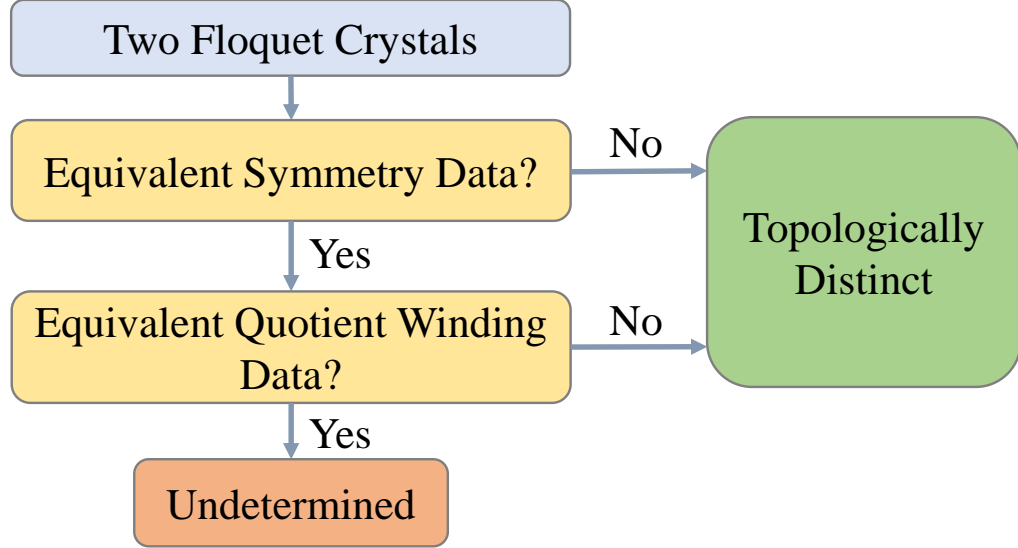 Two Floquet Crystals
Equivalent Symmetry Data?
No
Topologically
Distinct
Yes
Equivalent Quotient Winding
Data?
No
Yes
Undetermined